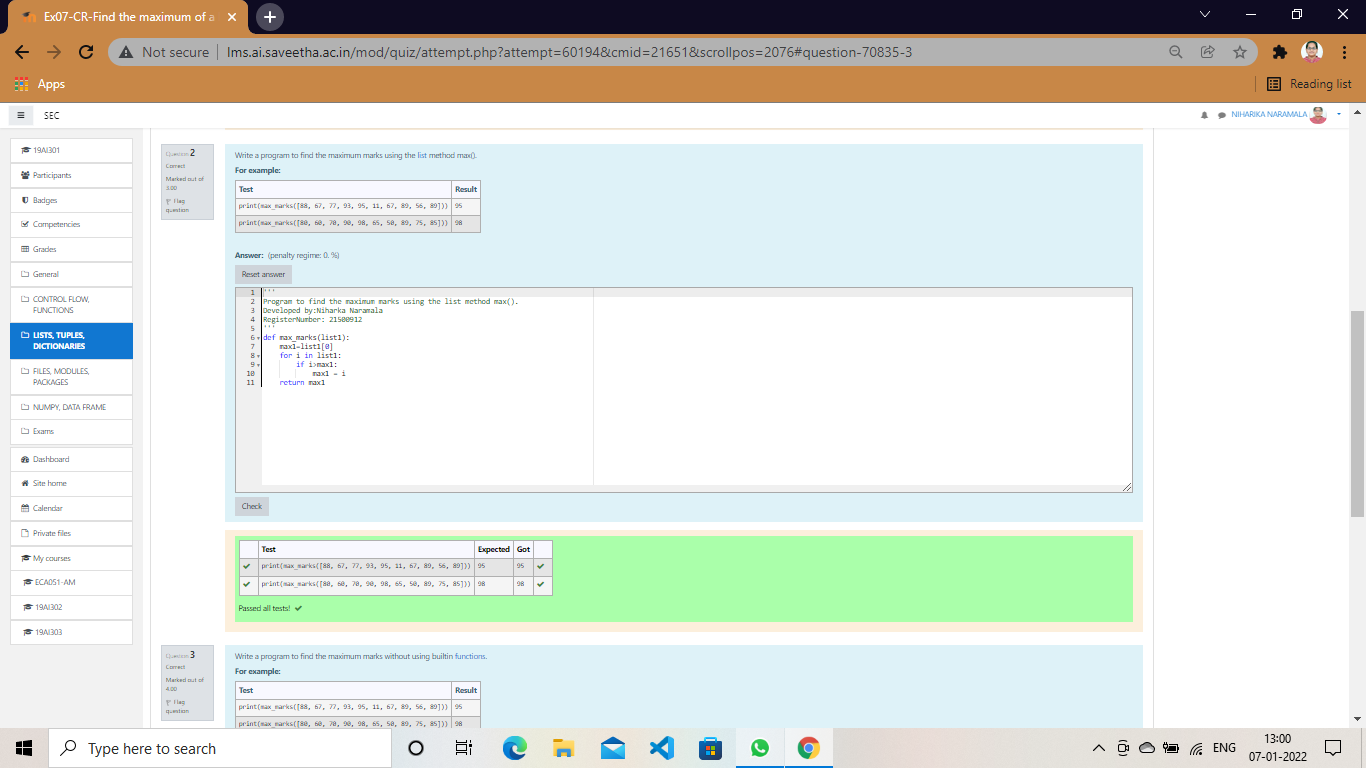 Ex07-CR-Find the maximum of a
Not secure
lms.ai.saveetha.ac.in/mod/quiz/attempt.php?attempt=60194&cmid=21651&scrollpos=2076#question-70835-3
Apps
Reading list
SEC
NIHARIKA NARAMALA
19AI301
Participants
Badges
Competencies
Grades
General
CONTROL FLOW,
FUNCTIONS
LISTS, TUPLES,
DICTIONARIES
FILES, MODULES,
PACKAGES
NUMPY, DATA FRAME
Exams
Dashboard
Site home
Calendar
Private files
My courses
ECA051-AM
19AI302
19AI303
Question 2
Correct
Marked out of
3.00
Flag
question
Write a program to find the maximum marks using the list method max().
For example:
Test Result
print(max_marks([88, 67, 77, 93, 95, 11, 67, 89, 56, 89])) 95
print(max_marks([80, 60, 70, 90, 98, 65, 50, 89, 75, 85])) 98
Answer: (penalty regime: 0. %)
Reset answer
1 '''
2 Program to find the maximum marks using the list method max().
3 Developed by:Niharka Naramala
4 RegisterNumber: 21500912
5 '''
6 def max_marks(list1):
7 max1=list1[0]
8 for i in list1:
9 if i>max1:
10 max1 = i
11 return max1
Check
Test Expected Got
print(max_marks([88, 67, 77, 93, 95, 11, 67, 89, 56, 89])) 95 95
print(max_marks([80, 60, 70, 90, 98, 65, 50, 89, 75, 85])) 98 98
Passed all tests!
Question 3
Correct
Marked out of
4.00
Flag
question
Write a program to find the maximum marks without using builtin functions.
For example:
Test Result
print(max_marks([88, 67, 77, 93, 95, 11, 67, 89, 56, 89])) 95
print(max_marks([80, 60, 70, 90, 98, 65, 50, 89, 75, 85])) 98
Type here to search
ENG
13:00
07-01-2022